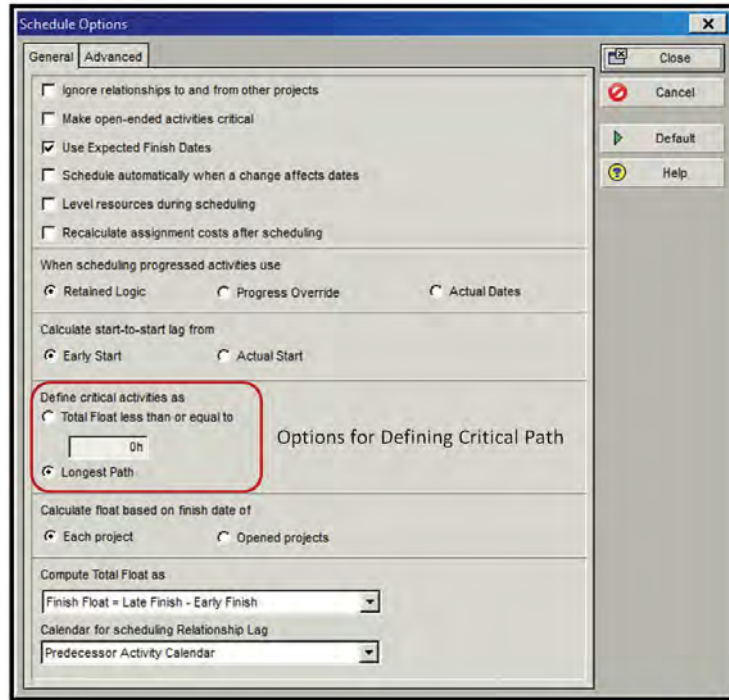 Schedule Options
General
Advanced
Close
Cancel
Default
Help
Ignore relationships to and from other projects
Make open-ended activities critical
Use Expected Finish Dates
Schedule automatically when a change affects dates
Level resources during scheduling
Recalculate assignment costs after scheduling
When scheduling progressed activities use
Retained Logic
Progress Override
Actual Dates
Calculate start-to-start lag from
Early Start
Actual Start
Define critical activities as
Total Float less than or equal to
0h
Longest Path
Options for Defining Critical Path
Calculate float based on finish date of
Each project
Opened projects
Compute Total Float as
Finish Float = Late Finish - Early Finish
Calendar for scheduling Relationship Lag
Predecessor Activity Calendar